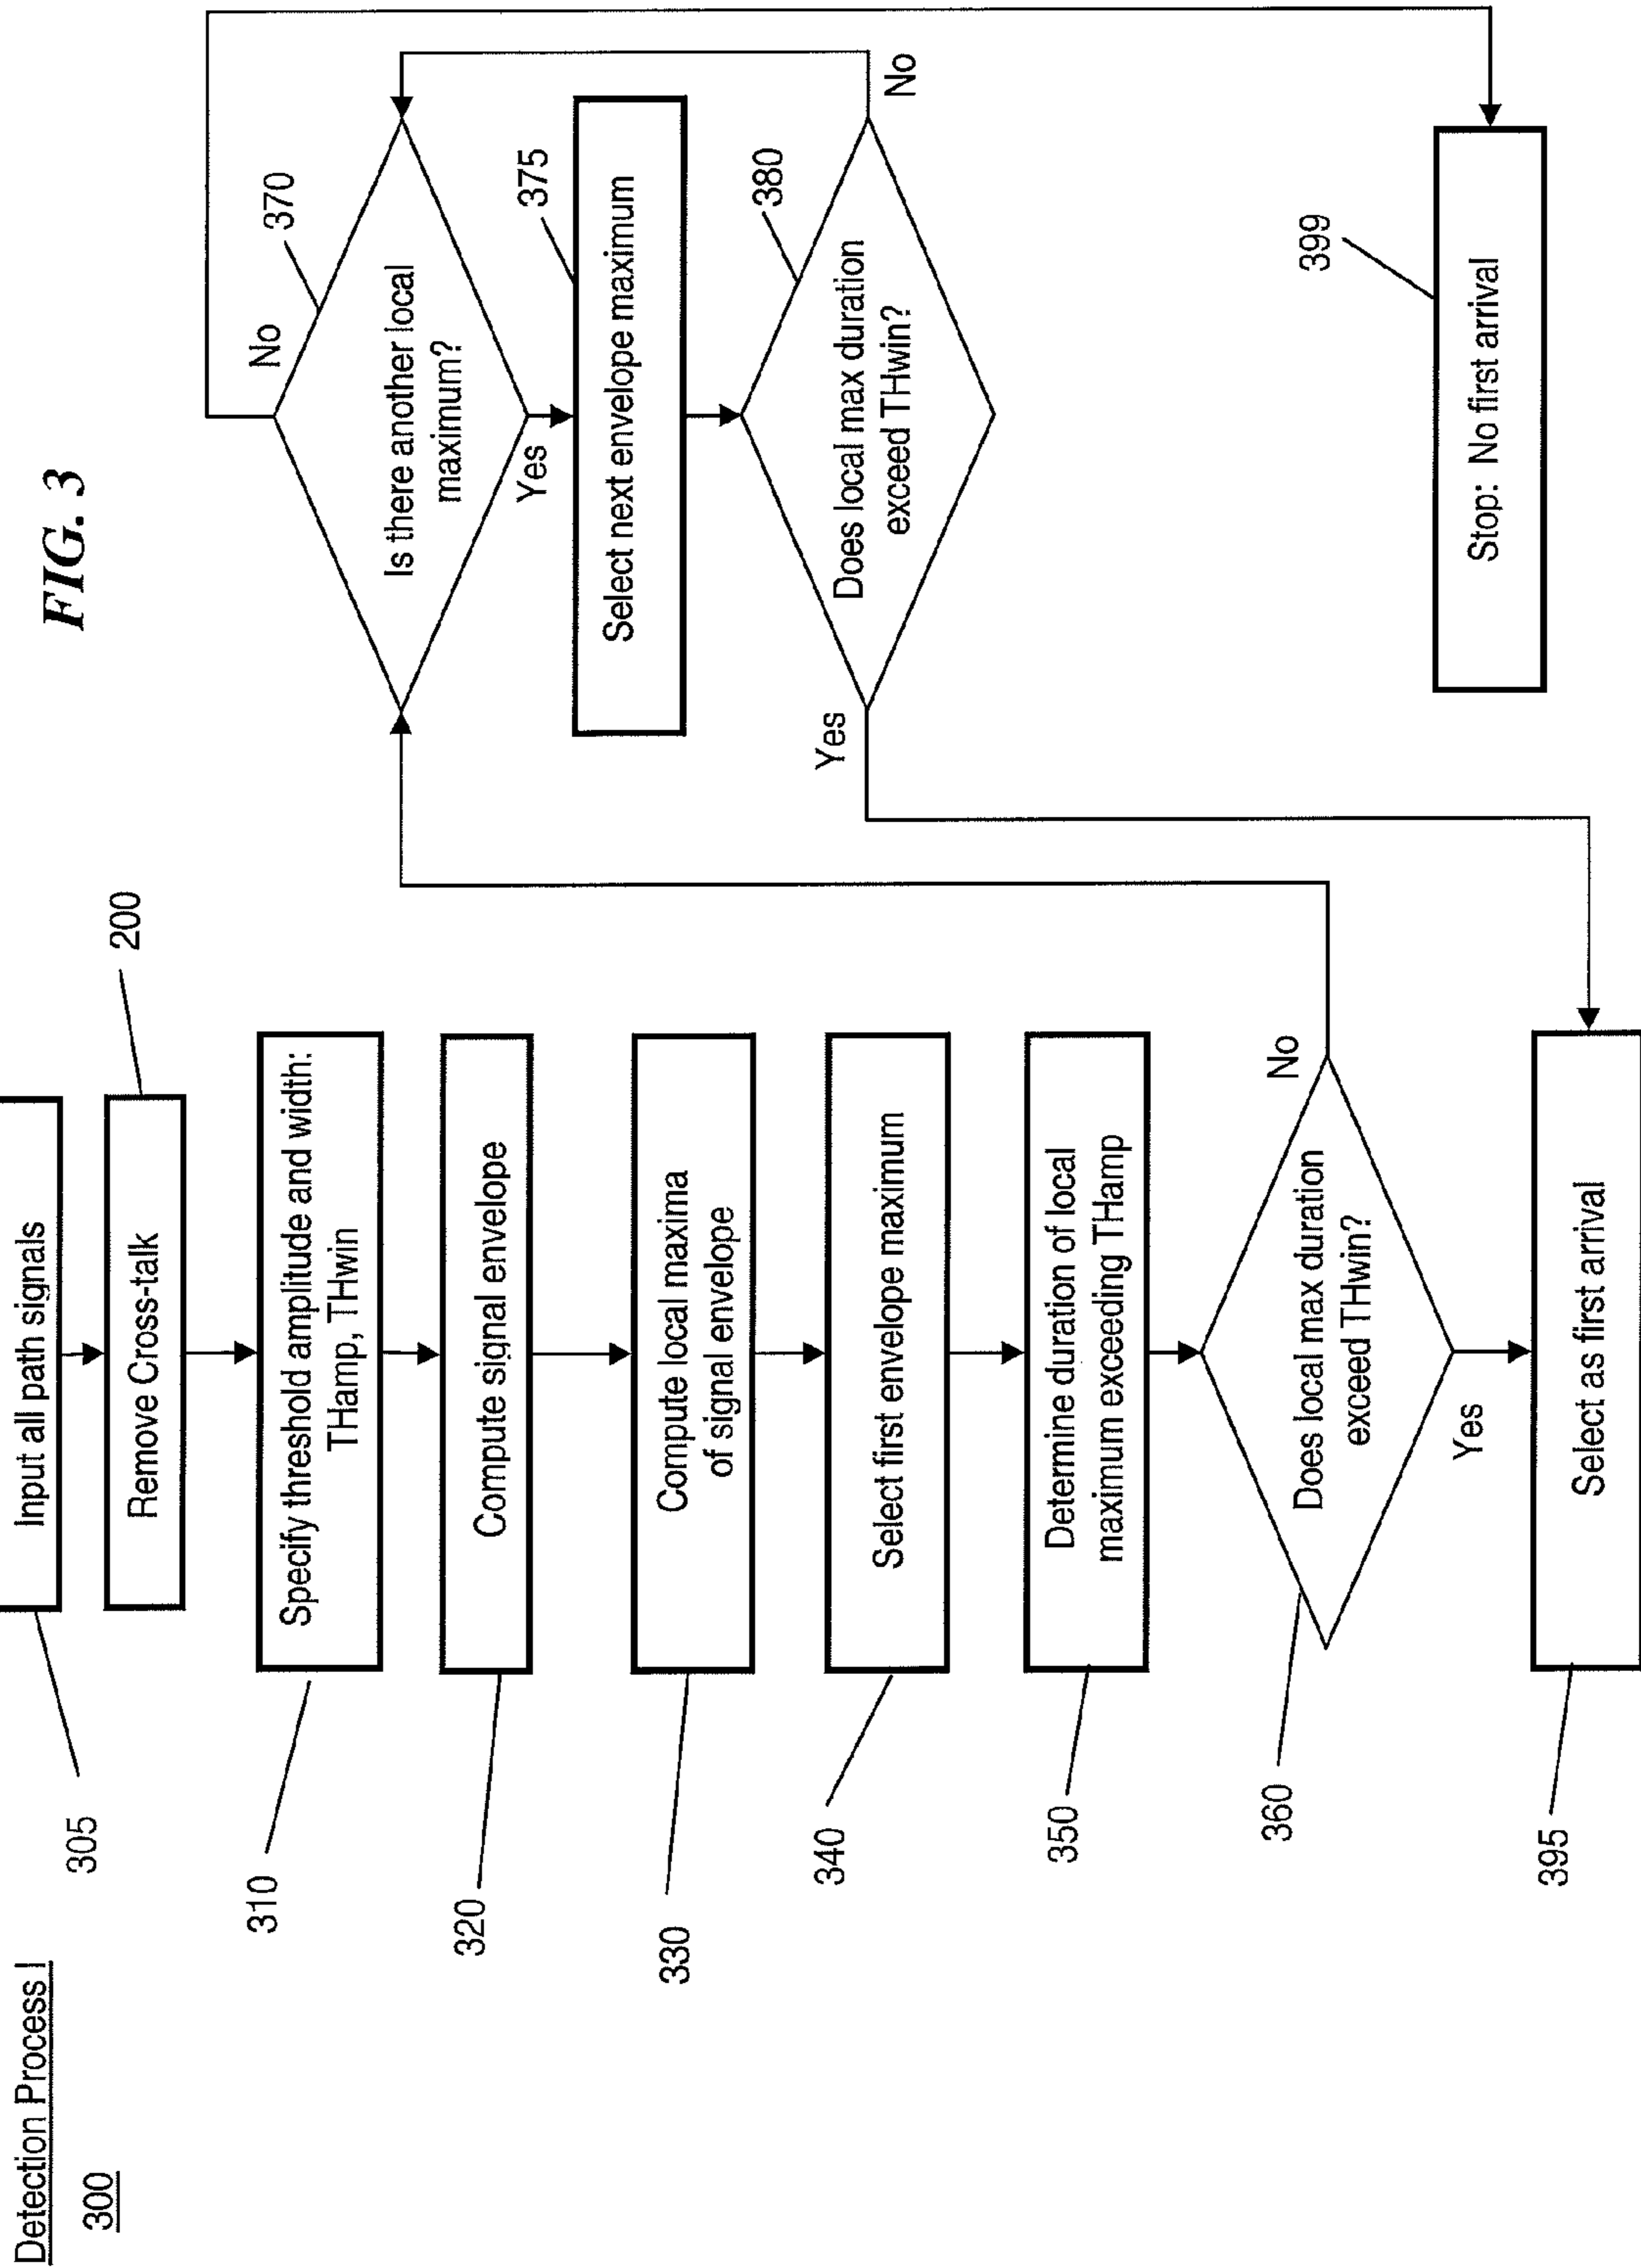 Detection Process I
300
FIG. 3
Input all path signals
305
Remove Cross-talk
200
Specify threshold amplitude and width:
THamp, THwin
310
Compute signal envelope
320
Compute local maxima
of signal envelope
330
Select first envelope maximum
340
Determine duration of local
maximum exceeding THamp
350
Does local max duration
exceed THwin?
360
No
Yes
Select as first arrival
395
Is there another local
maximum?
370
No
Yes
Select next envelope maximum
375
Does local max duration
exceed THwin?
380
Yes
No
Stop: No first arrival
399